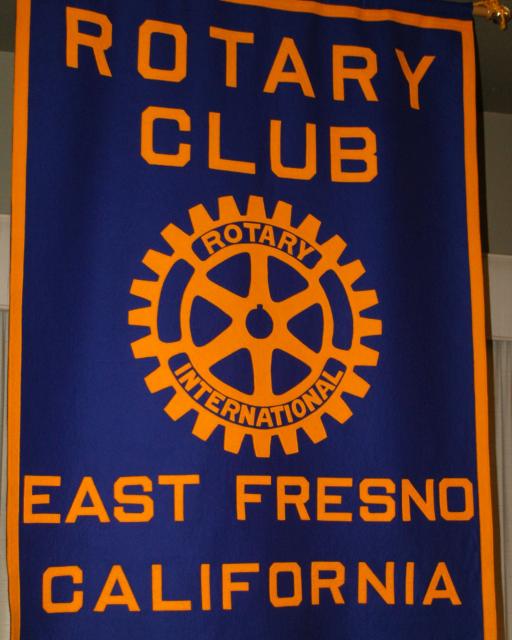 ROTARY
CLUB
ROTARY
INTERNATIONAL
EAST FRESNO
CALIFORNIA